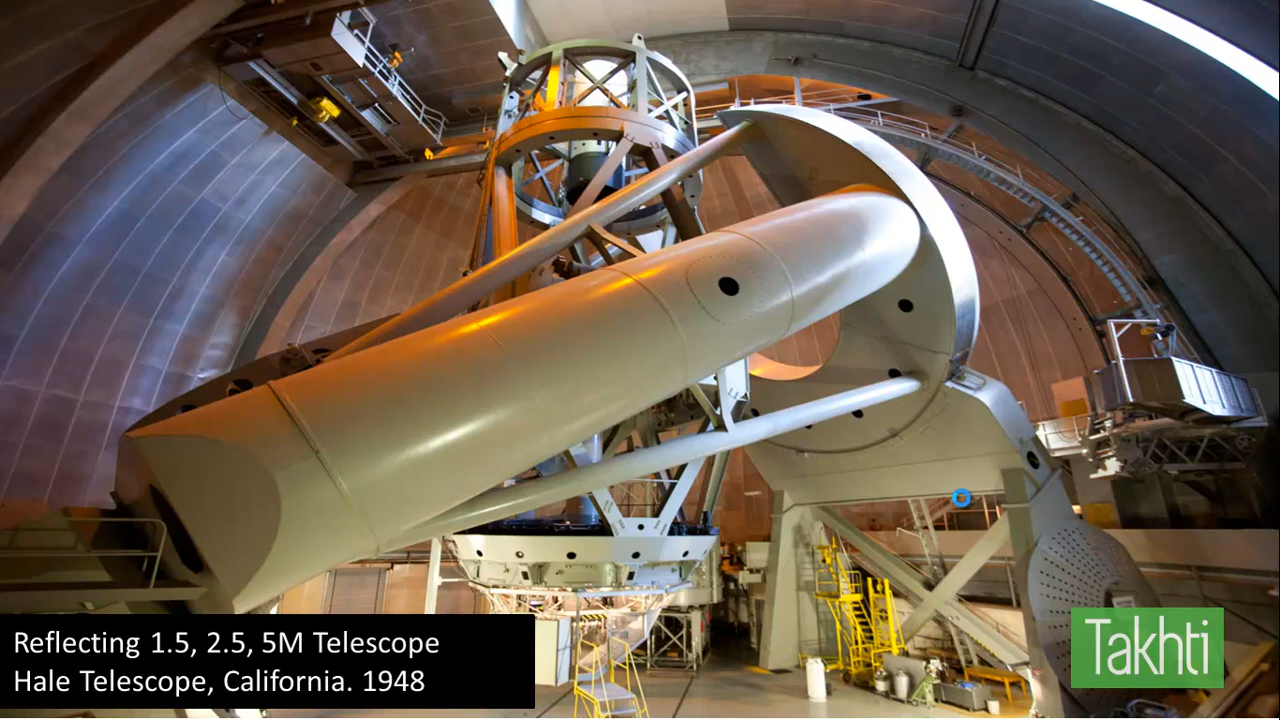 Reflecting 1.5, 2.5, 5M Telescope
Hale Telescope, California. 1948
Takhti